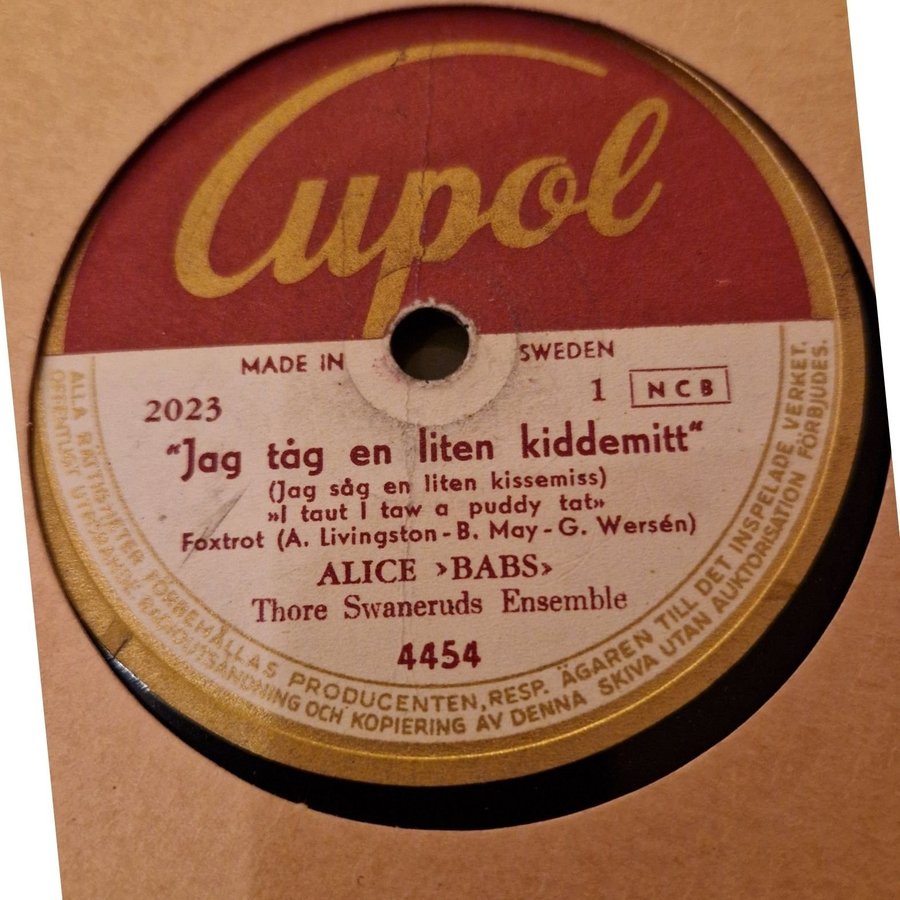 Cupol
MADE IN SWEDEN
2023 1 NCB
"Jag tåg en liten kiddemitt"
(Jag såg en liten kissemiss)
»I taut I taw a puddy tat»
Foxtrot (A. Livingston - B. May - G. Wersén)
ALICE ›BABS›
Thore Swaneruds Ensemble
4454
ALLA RÄTTIGHETER FÖRBEHÅLLAS PRODUCENTEN, RESP. ÄGAREN TILL DET INSPELADE VERKET.
OFFENTLIGT UTFÖRANDE, RADIOUTSÄNDNING OCH KOPIERING AV DENNA SKIVA UTAN AUKTORISATION FÖRBJUDES.